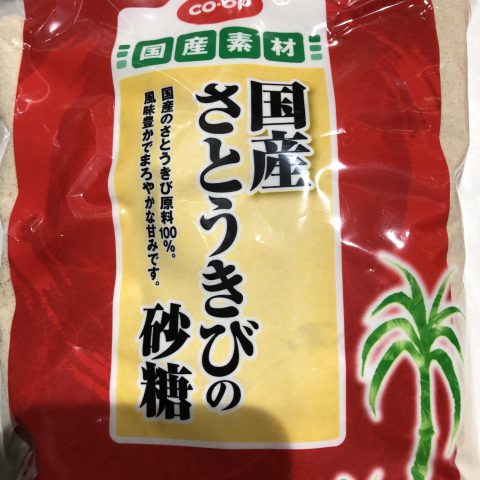 CO-OP
国産素材
国産
さとうきびの
砂糖
国産のさとうきび原料100%。
風味豊かでまろやかな甘みです。